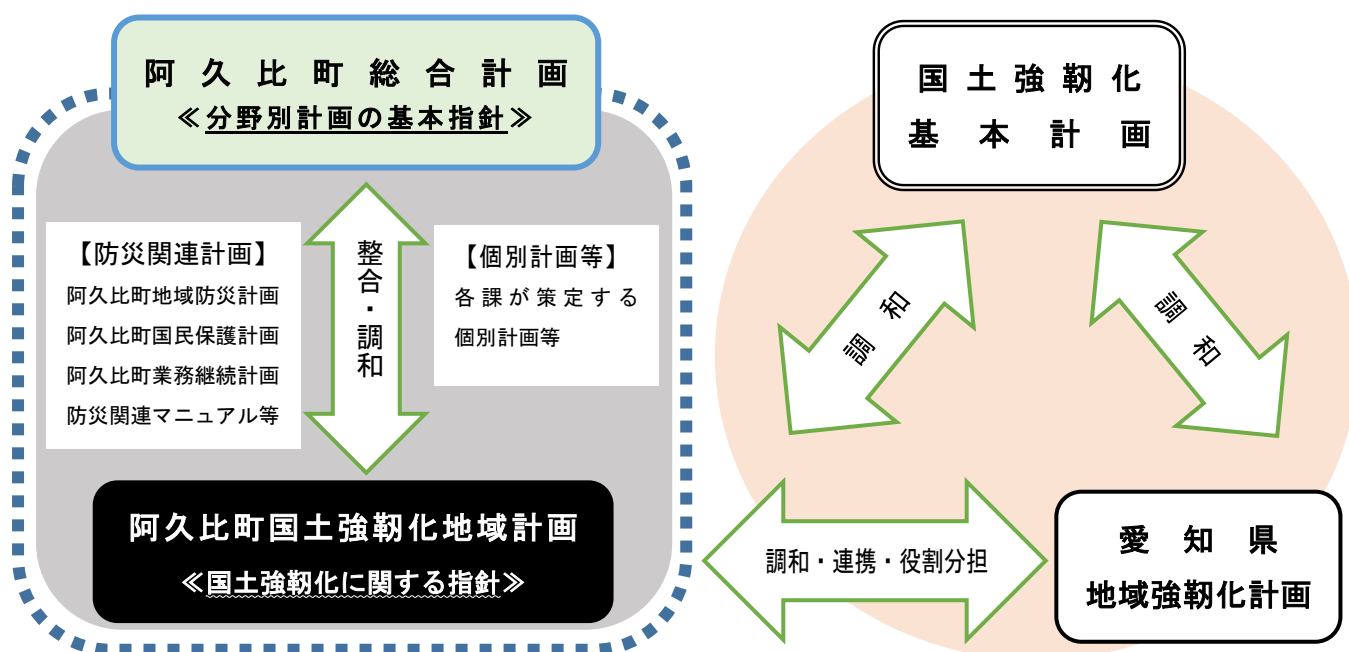 阿久比町総合計画
≪分野別計画の基本指針≫
【防災関連計画】
阿久比町地域防災計画
阿久比町国民保護計画
阿久比町業務継続計画
防災関連マニュアル等
整合・調和
【個別計画等】
各課が策定する
個別計画等
阿久比町国土強靭化地域計画
≪国土強靭化に関する指針≫
国土強靭化
基本計画
調和
調和
調和・連携・役割分担
愛知県
地域強靭化計画